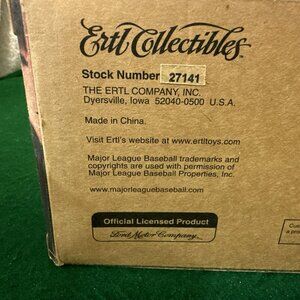 Ertl Collectibles™
Stock Number 27141
THE ERTL COMPANY, INC.
Dyersville, Iowa 52040-0500 U.S.A.
Made in China.
Visit Ertl's website at www.ertltoys.com
Major League Baseball trademarks and
copyrights are used with permission of
Major League Baseball Properties, Inc.
www.majorleaguebaseball.com
Official Licensed Product
Ford Motor Company